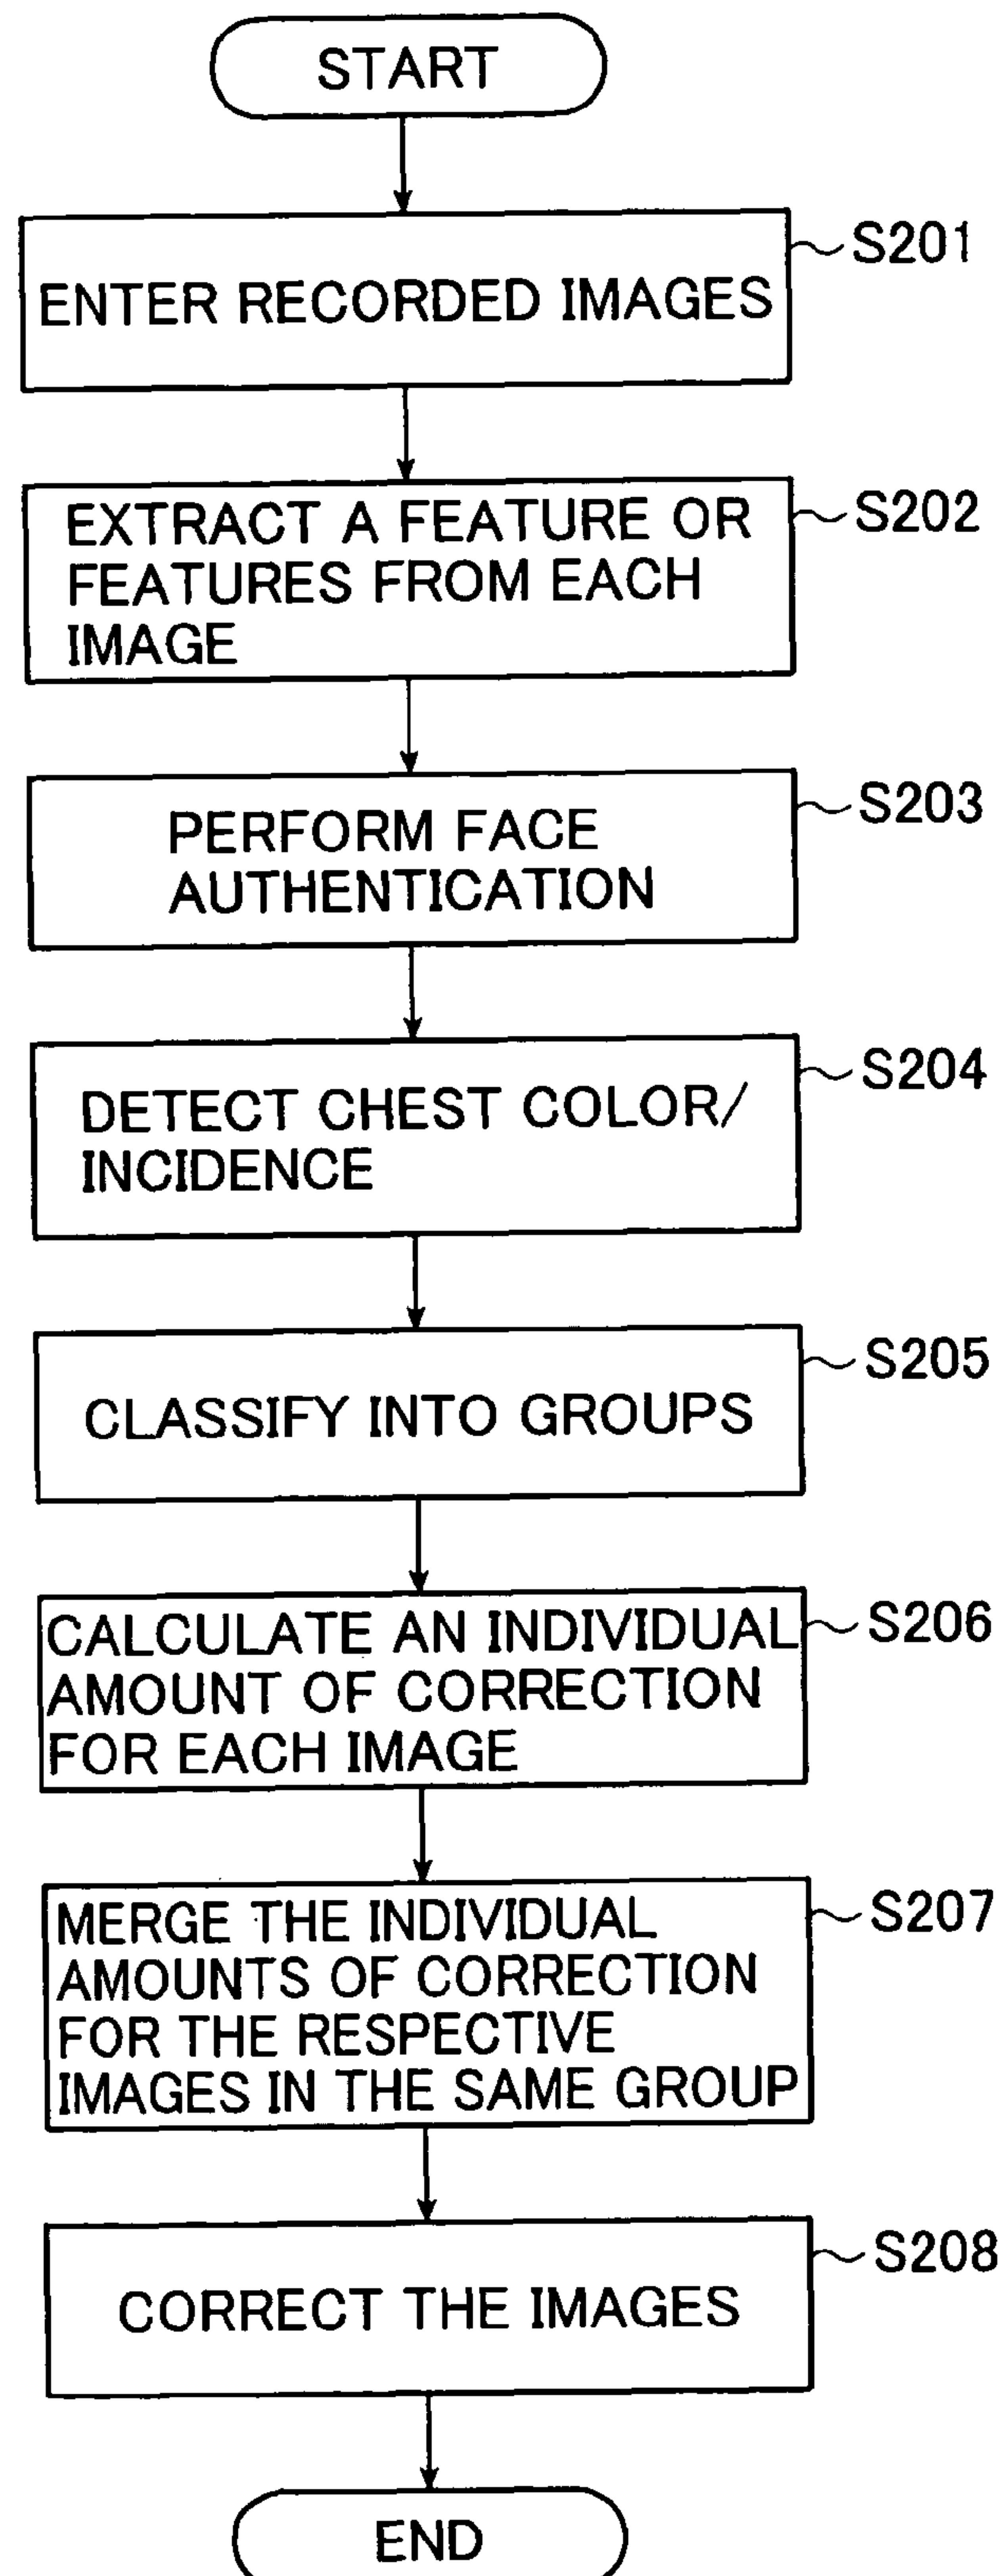 START
S201
ENTER RECORDED IMAGES
S202
EXTRACT A FEATURE OR
FEATURES FROM EACH
IMAGE
S203
PERFORM FACE
AUTHENTICATION
S204
DETECT CHEST COLOR/
INCIDENCE
S205
CLASSIFY INTO GROUPS
S206
CALCULATE AN INDIVIDUAL
AMOUNT OF CORRECTION
FOR EACH IMAGE
S207
MERGE THE INDIVIDUAL
AMOUNTS OF CORRECTION
FOR THE RESPECTIVE
IMAGES IN THE SAME GROUP
S208
CORRECT THE IMAGES
END